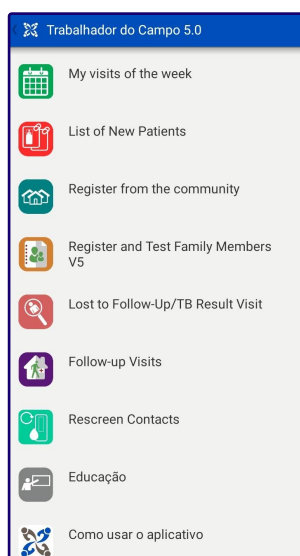 Trabalhador do Campo 5.0
My visits of the week
List of New Patients
Register from the community
Register and Test Family Members
V5
Lost to Follow-Up/TB Result Visit
Follow-up Visits
Rescreen Contacts
Educação
Como usar o aplicativo